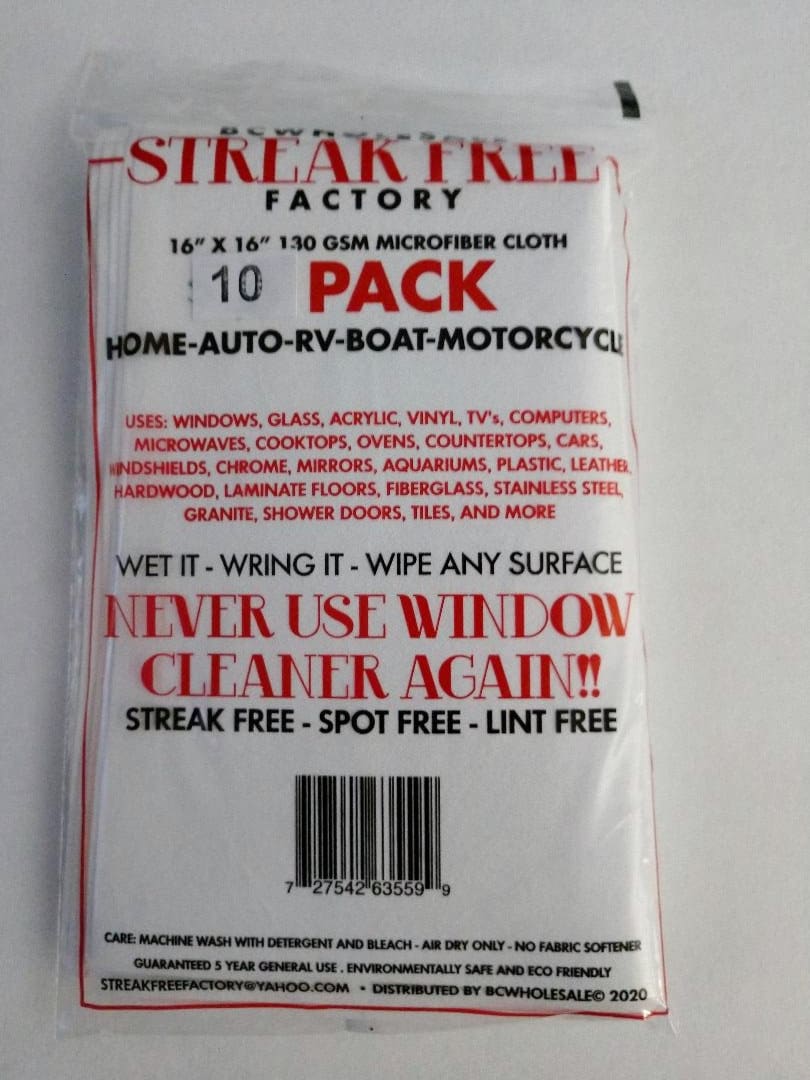 BCWHOLESALE
STREAK FREE
FACTORY
16" X 16" 130 GSM MICROFIBER CLOTH
10 PACK
HOME-AUTO-RV-BOAT-MOTORCYCLE
USES: WINDOWS, GLASS, ACRYLIC, VINYL, TV's, COMPUTERS,
MICROWAVES, COOKTOPS, OVENS, COUNTERTOPS, CARS,
WINDSHIELDS, CHROME, MIRRORS, AQUARIUMS, PLASTIC, LEATHER,
HARDWOOD, LAMINATE FLOORS, FIBERGLASS, STAINLESS STEEL,
GRANITE, SHOWER DOORS, TILES, AND MORE
WET IT - WRING IT - WIPE ANY SURFACE
NEVER USE WINDOW
CLEANER AGAIN!!
STREAK FREE - SPOT FREE - LINT FREE
7 27542 63559 9
CARE: MACHINE WASH WITH DETERGENT AND BLEACH - AIR DRY ONLY - NO FABRIC SOFTENER
GUARANTEED 5 YEAR GENERAL USE . ENVIRONMENTALLY SAFE AND ECO FRIENDLY
STREAKFREEFACTORY@YAHOO.COM • DISTRIBUTED BY BCWHOLESALE© 2020